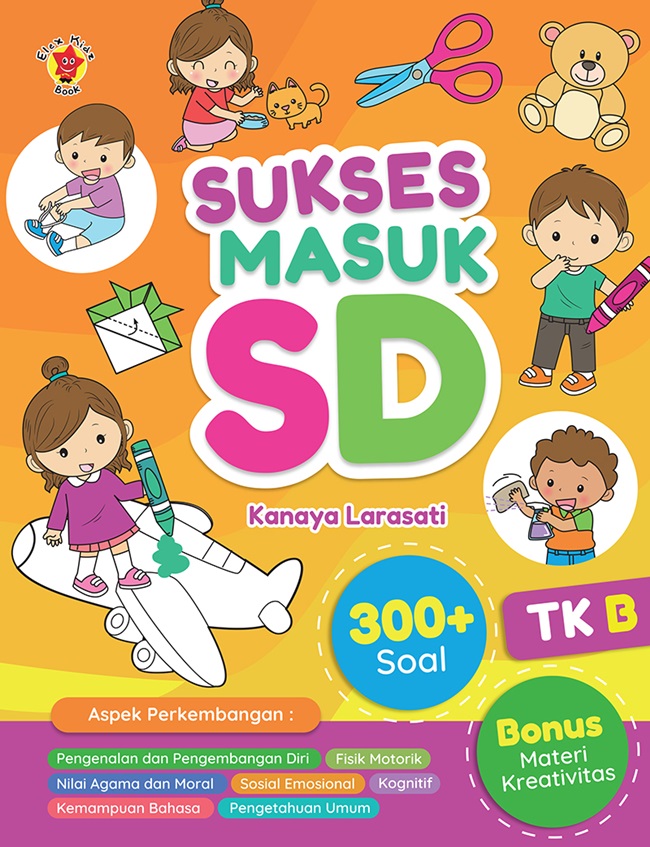 Elex Kidz
Book
SUKSES
MASUK
SD
Kanaya Larasati
300+
Soal
TK B
Bonus
Materi
Kreativitas
Aspek Perkembangan :
Pengenalan dan Pengembangan Diri
Fisik Motorik
Nilai Agama dan Moral
Sosial Emosional
Kognitif
Kemampuan Bahasa
Pengetahuan Umum